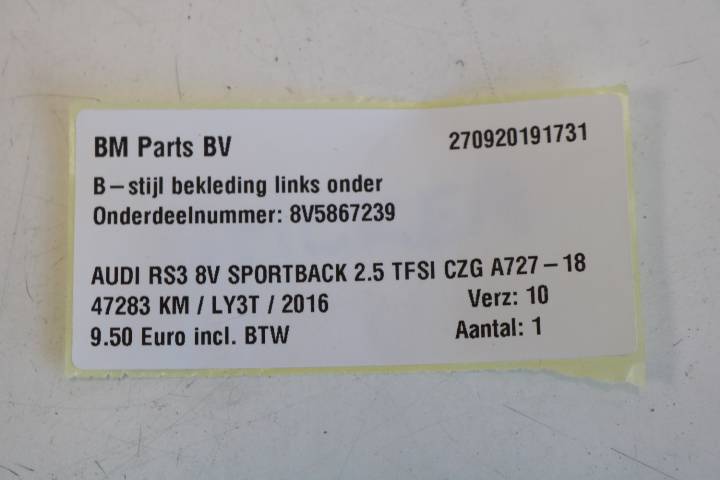 BM Parts BV 270920191731
B-stijl bekleding links onder
Onderdeelnummer: 8V5867239
AUDI RS3 8V SPORTBACK 2.5 TFSI CZG A727-18
47283 KM / LY3T / 2016 Verz: 10
9.50 Euro incl. BTW Aantal: 1